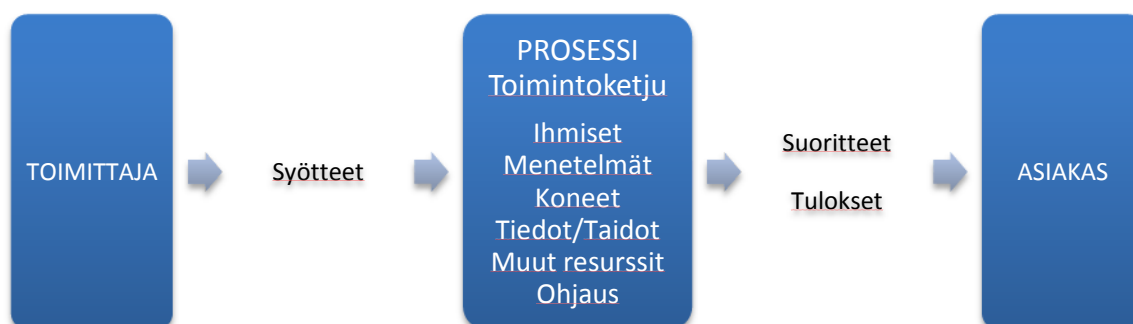 TOIMITTAJA
Syötteet
PROSESSI
Toimintoketju
Ihmiset
Menetelmät
Koneet
Tiedot/Taidot
Muut resurssit
Ohjaus
Suoritteet
Tulokset
ASIAKAS